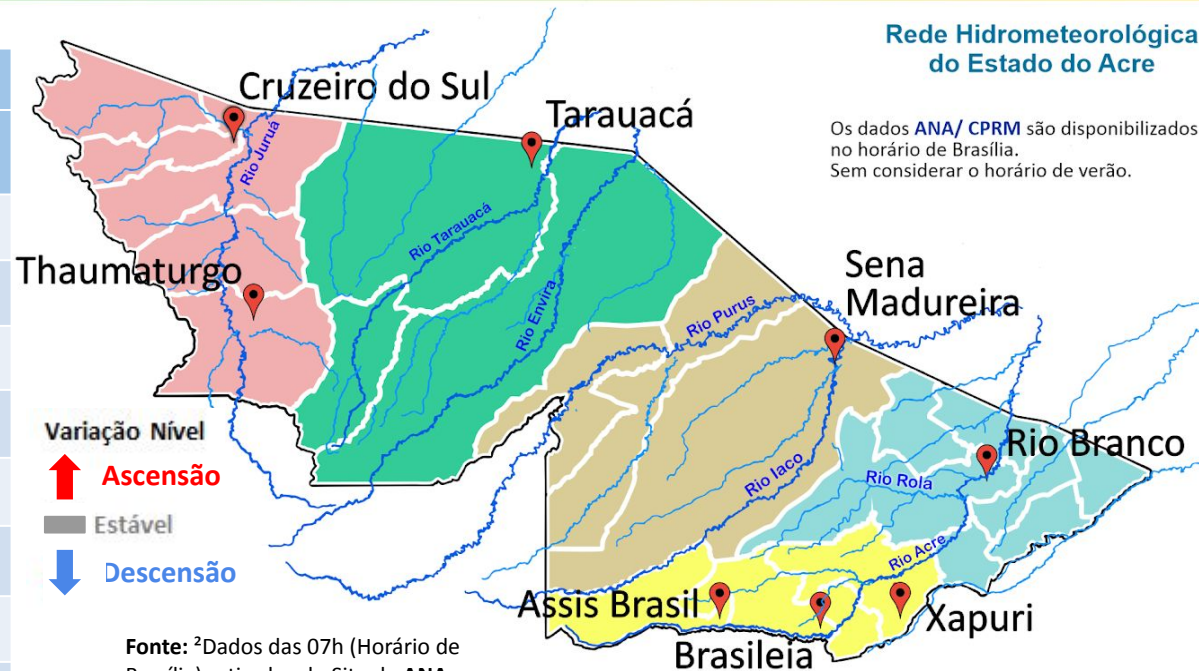 Rede Hidrometeorológica
do Estado do Acre
Os dados ANA/ CPRM são disponibilizados
no horário de Brasília.
Sem considerar o horário de verão.
Cruzeiro do Sul
Tarauacá
Rio Juruá
Rio Tarauacá
Thaumaturgo
Sena
Madureira
Rio Envira
Rio Purus
Variação Nível
Ascensão
Estável
Descensão
Rio Branco
Rio Iaco
Rio Rola
Rio Acre
Assis Brasil
Xapuri
Brasileia
Fonte: ²Dados das 07h (Horário de